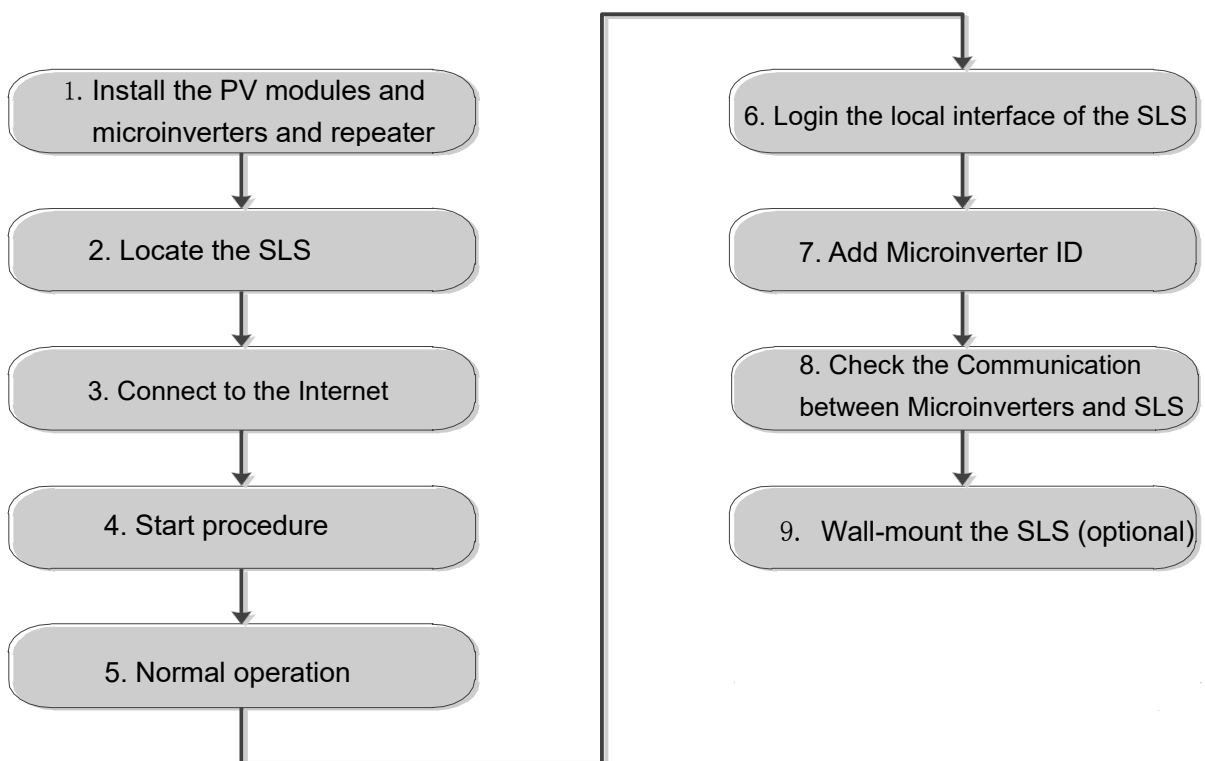 1. Install the PV modules and
microinverters and repeater
2. Locate the SLS
3. Connect to the Internet
4. Start procedure
5. Normal operation
6. Login the local interface of the SLS
7. Add Microinverter ID
8. Check the Communication
between Microinverters and SLS
9. Wall-mount the SLS (optional)